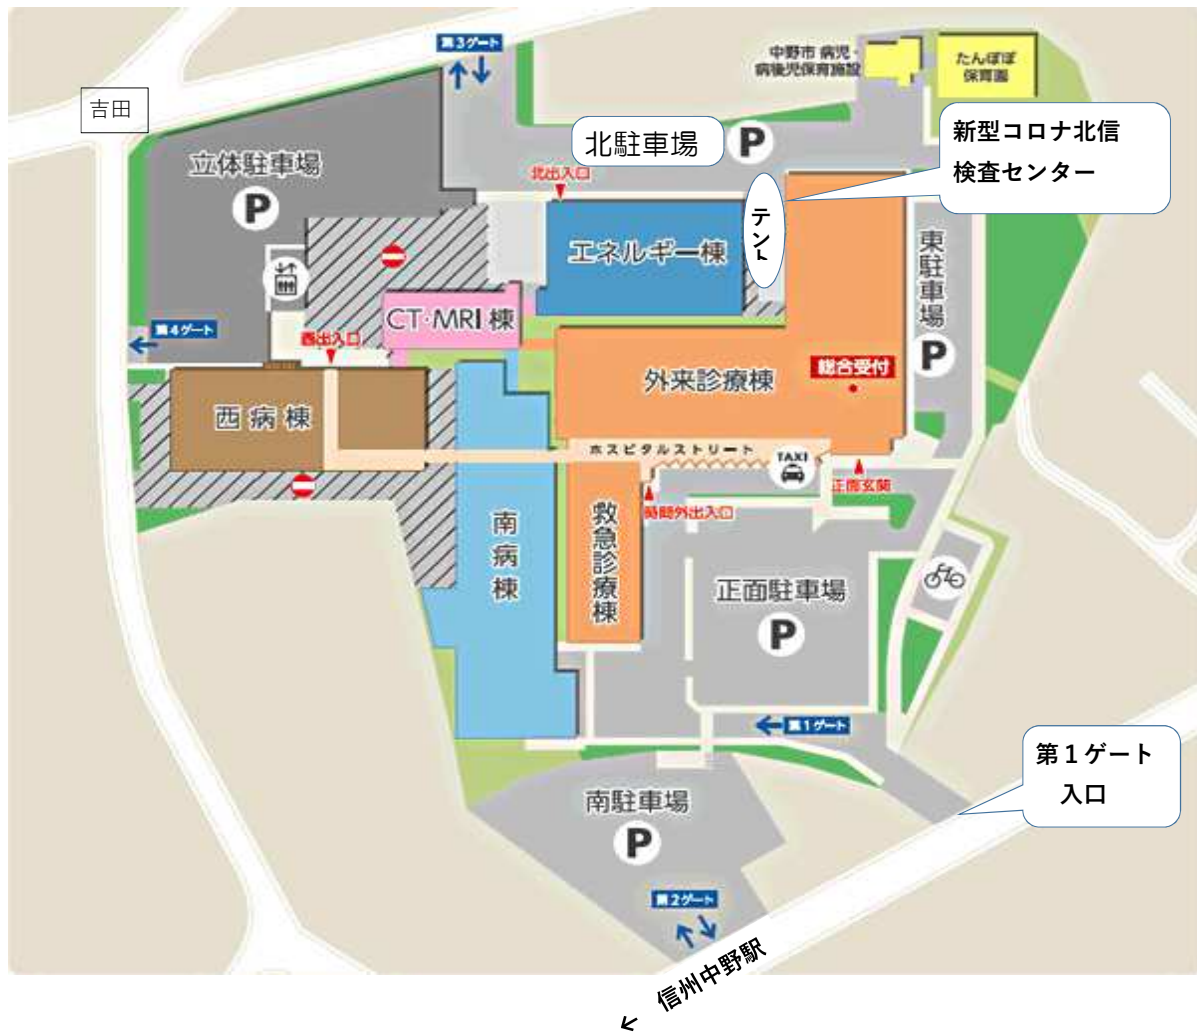 第3ゲート
中野市 病児・
病後児保育施設
たんぽぽ
保育園
吉田
北駐車場
P
新型コロナ北信
検査センター
立体駐車場
P
北出入口
テント
エネルギー棟
東駐車場
P
CT・MRI 棟
第4ゲート
西出入口
外来診療棟
総合受付
西病棟
ホスピタルストリート
TAXI
正面玄関
時間外出入口
南病棟
救急診療棟
正面駐車場
P
第1ゲート
第1ゲート
入口
南駐車場
P
第2ゲート
← 信州中野駅